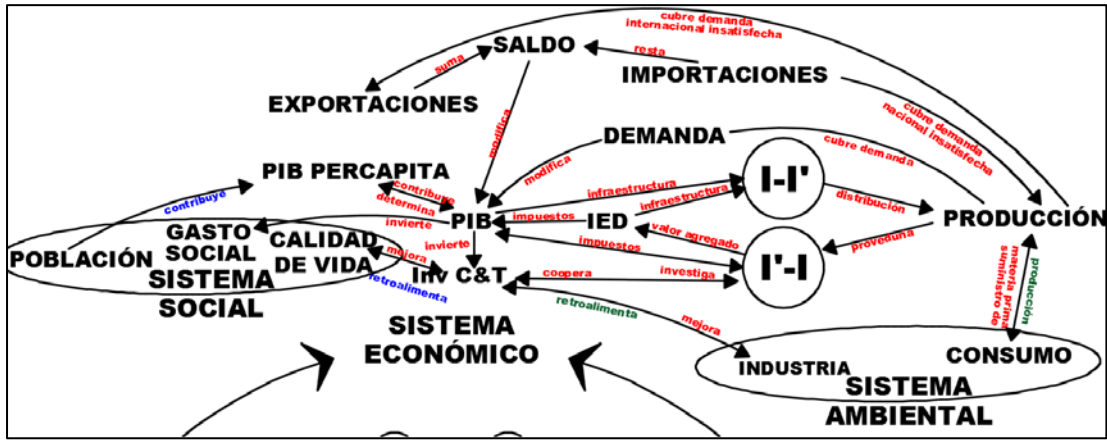 cubre demanda
internacional insatisfecha
SALDO
resta
suma
IMPORTACIONES
EXPORTACIONES
cubre demanda
nacional insatisfecha
modifica
DEMANDA
cubre demanda
modifica
PIB PERCAPITA
contribuye
contribuye
determina
infraestructura
I-I'
infraestructura
distribución
invierte
PIB
impuestos
IED
PRODUCCIÓN
GASTO
SOCIAL
CALIDAD
DE VIDA
POBLACIÓN
SISTEMA
SOCIAL
invierte
impuestos
valor agregado
proveduria
I'-I
mejora
retroalimenta
Inv C&T
coopera
investiga
retroalimenta
mejora
suministro de
materia prima
producción
SISTEMA
ECONÓMICO
INDUSTRIA
CONSUMO
SISTEMA
AMBIENTAL